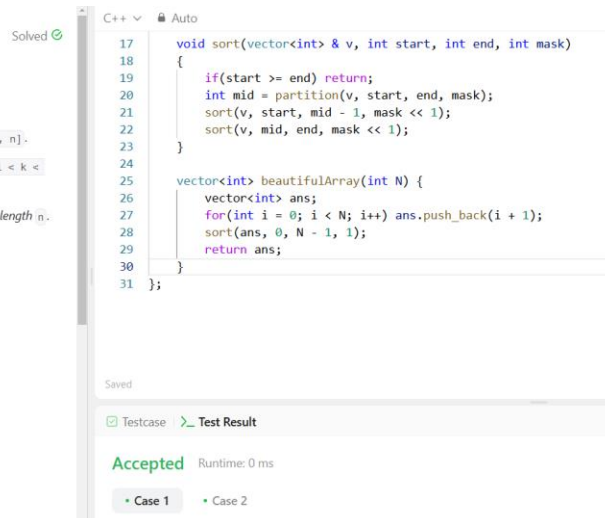 Solved
, n].
i < k <
length n.
C++ Auto
17 void sort(vector<int> & v, int start, int end, int mask)
18 {
19 if(start >= end) return;
20 int mid = partition(v, start, end, mask);
21 sort(v, start, mid - 1, mask << 1);
22 sort(v, mid, end, mask << 1);
23 }
24
25 vector<int> beautifulArray(int N) {
26 vector<int> ans;
27 for(int i = 0; i < N; i++) ans.push_back(i + 1);
28 sort(ans, 0, N - 1, 1);
29 return ans;
30 }
31 };
Saved
Testcase >_ Test Result
Accepted Runtime: 0 ms
• Case 1 • Case 2